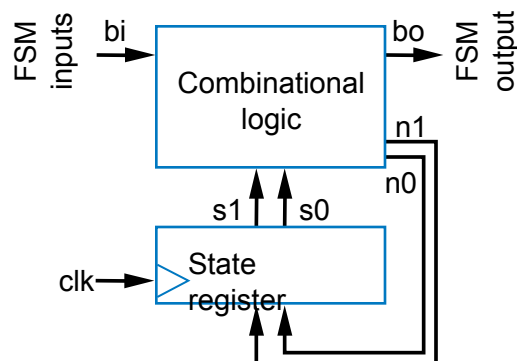 FSM
inputs
bi
Combinational
logic
bo
FSM
output
n1
n0
s1
s0
clk
State
register